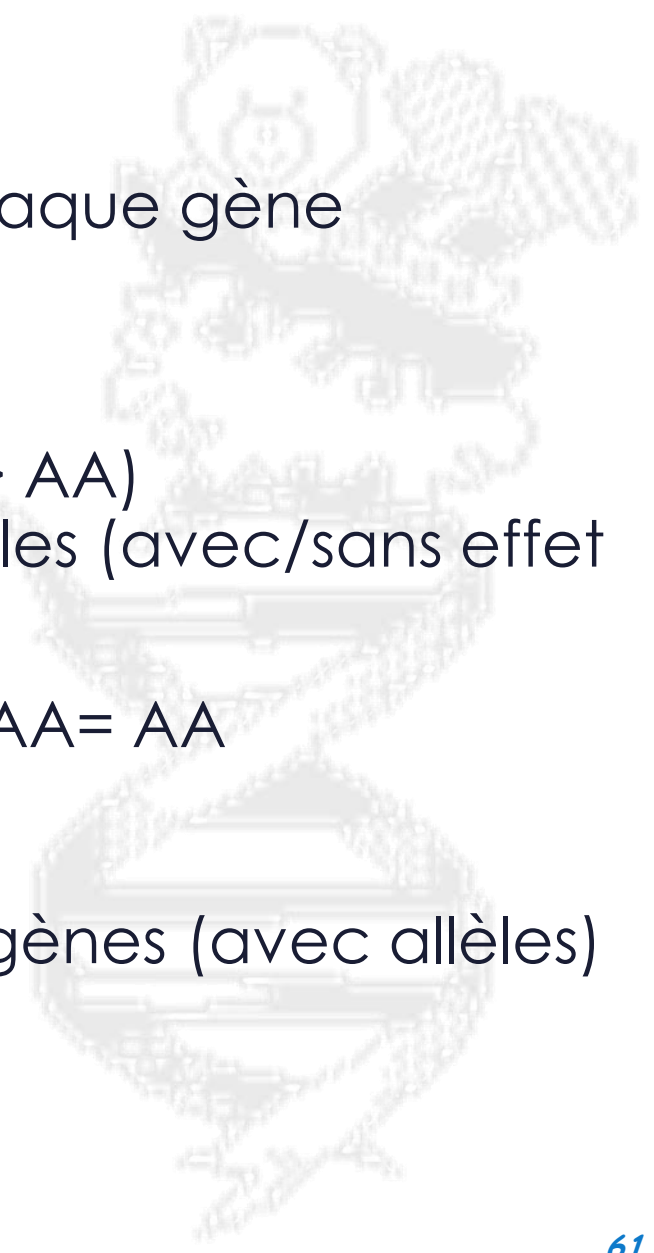 aque gène
AA)
les (avec/sans effet
AA= AA
gènes (avec allèles)
61